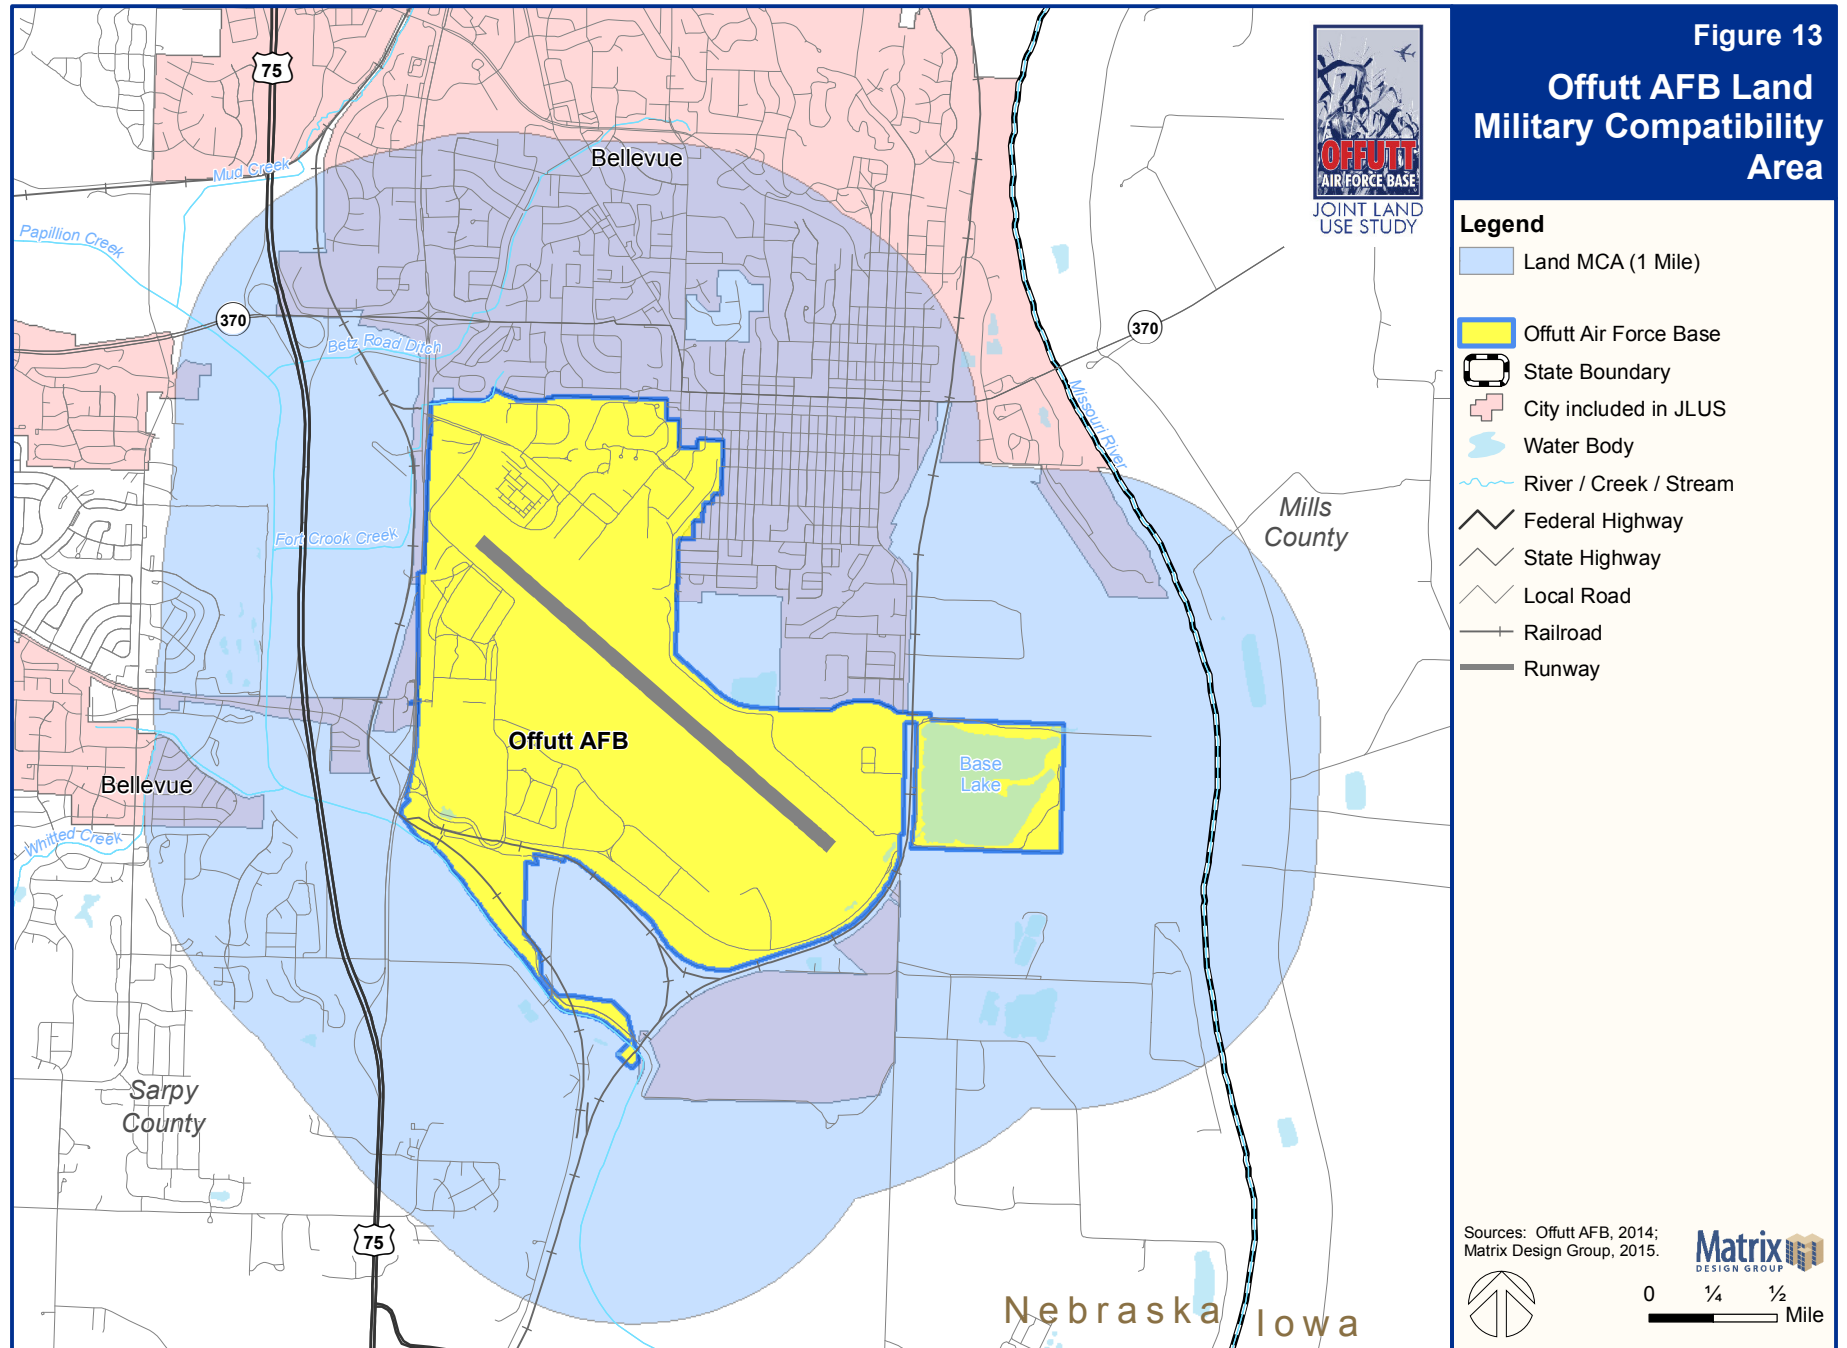 Figure 13
Offutt AFB Land
Military Compatibility
Area
Legend
Land MCA (1 Mile)
Offutt Air Force Base
State Boundary
City included in JLUS
Water Body
River / Creek / Stream
Federal Highway
State Highway
Local Road
Railroad
Runway
Sources: Offutt AFB, 2014;
Matrix Design Group, 2015.
Matrix
DESIGN GROUP
0 ¼ ½
Mile
OFFUTT
AIR FORCE BASE
JOINT LAND
USE STUDY
75
Bellevue
Mud Creek
Papillion Creek
370
370
Betz Road Ditch
Missouri River
Mills
County
Fort Crook Creek
Offutt AFB
Base
Lake
Bellevue
Whitted Creek
Sarpy
County
75
Nebraska
Iowa